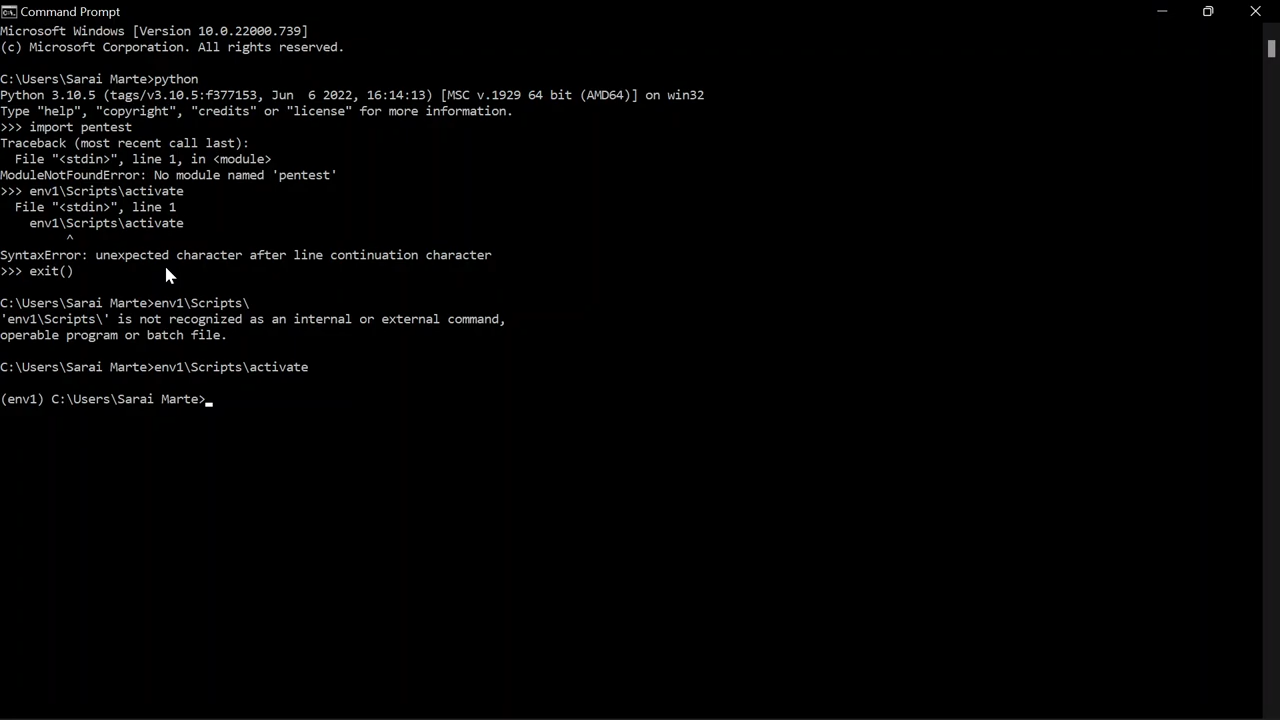 Command Prompt
Microsoft Windows [Version 10.0.22000.739]
(c) Microsoft Corporation. All rights reserved.
C:\Users\Sarai Marte>python
Python 3.10.5 (tags/v3.10.5:f377153, Jun  6 2022, 16:14:13) [MSC v.1929 64 bit (AMD64)] on win32
Type "help", "copyright", "credits" or "license" for more information.
>>> import pentest
Traceback (most recent call last):
  File "<stdin>", line 1, in <module>
ModuleNotFoundError: No module named 'pentest'
>>> env1\Scripts\activate
  File "<stdin>", line 1
    env1\Scripts\activate
         ^
SyntaxError: unexpected character after line continuation character
>>> exit()
C:\Users\Sarai Marte>env1\Scripts\
'env1\Scripts\' is not recognized as an internal or external command,
operable program or batch file.
C:\Users\Sarai Marte>env1\Scripts\activate
(env1) C:\Users\Sarai Marte>